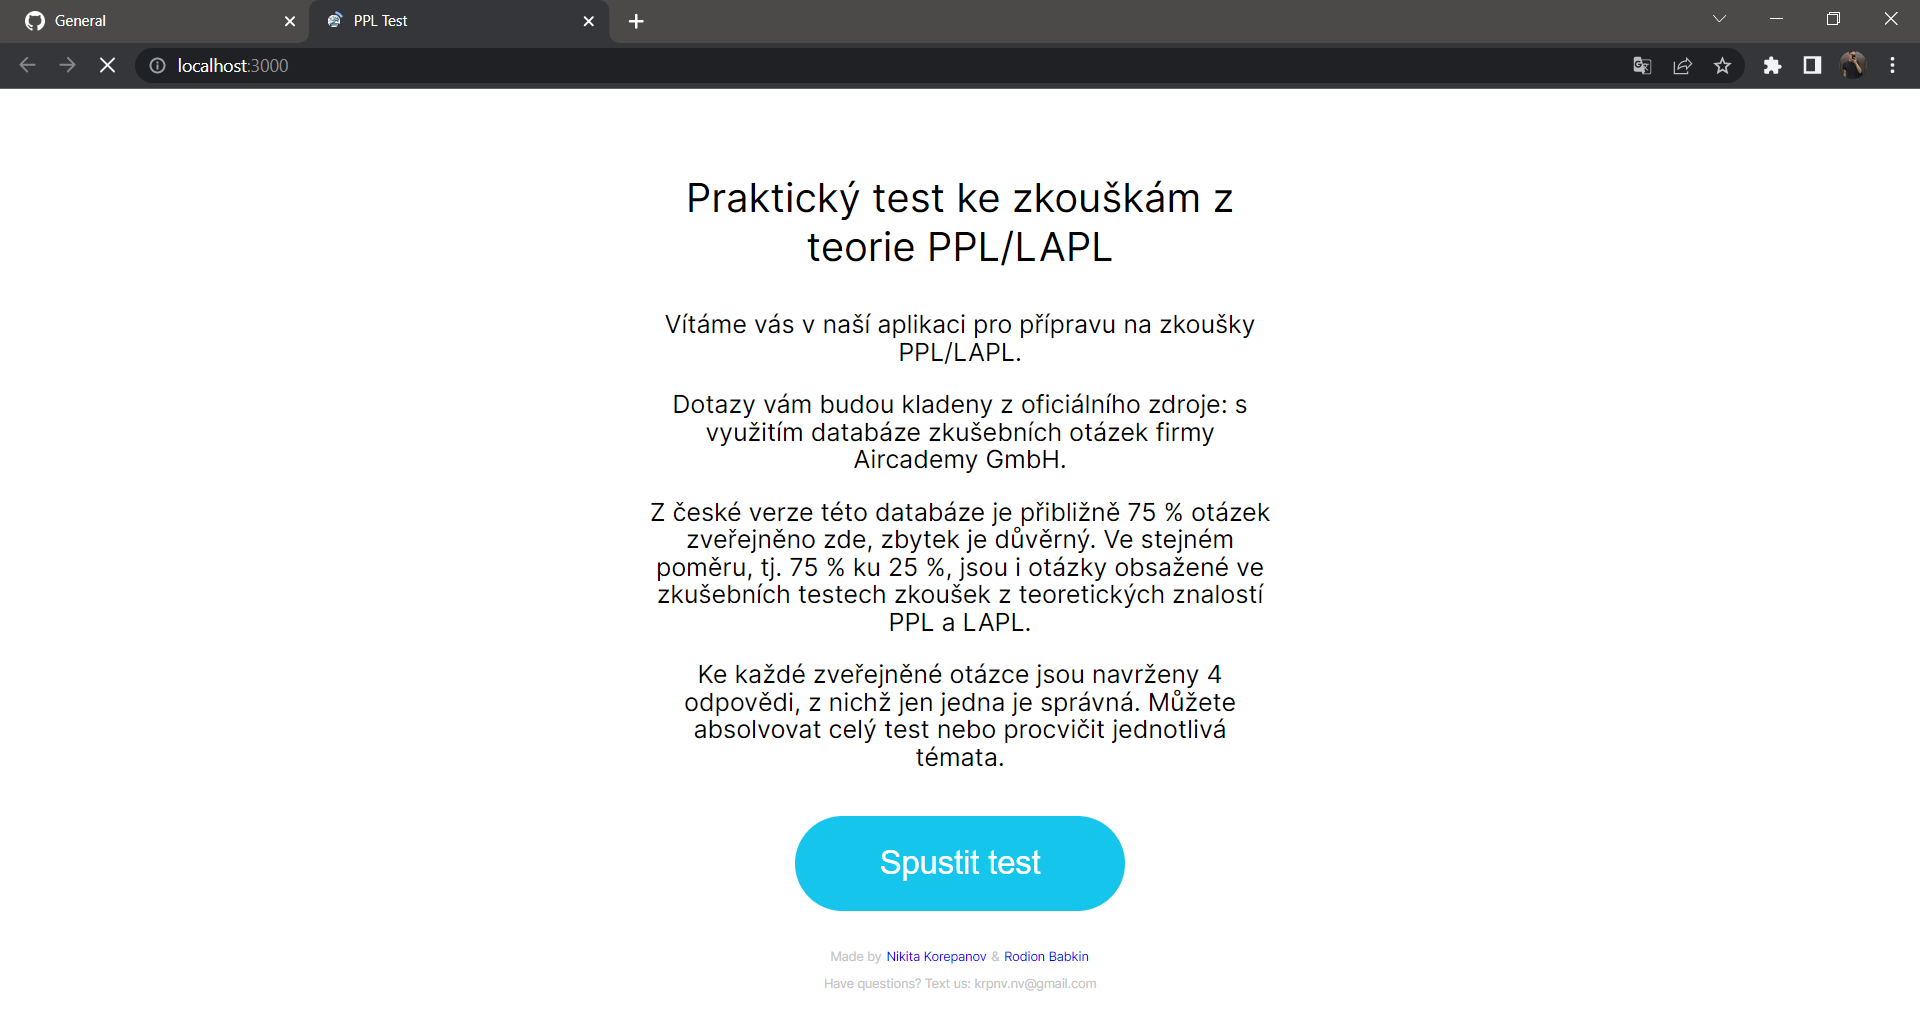 General
PPL Test
localhost:3000
Praktický test ke zkouškám z
teorie PPL/LAPL
Vítáme vás v naší aplikaci pro přípravu na zkoušky
PPL/LAPL.
Dotazy vám budou kladeny z oficiálního zdroje: s
využitím databáze zkušebních otázek firmy
Aircademy GmbH.
Z české verze této databáze je přibližně 75 % otázek
zveřejněno zde, zbytek je důvěrný. Ve stejném
poměru, tj. 75 % ku 25 %, jsou i otázky obsažené ve
zkušebních testech zkoušek z teoretických znalostí
PPL a LAPL.
Ke každé zveřejněné otázce jsou navrženy 4
odpovědi, z nichž jen jedna je správná. Můžete
absolvovat celý test nebo procvičit jednotlivá
témata.
Spustit test
Made by Nikita Korepanov & Rodion Babkin
Have questions? Text us: krpnv.nv@gmail.com